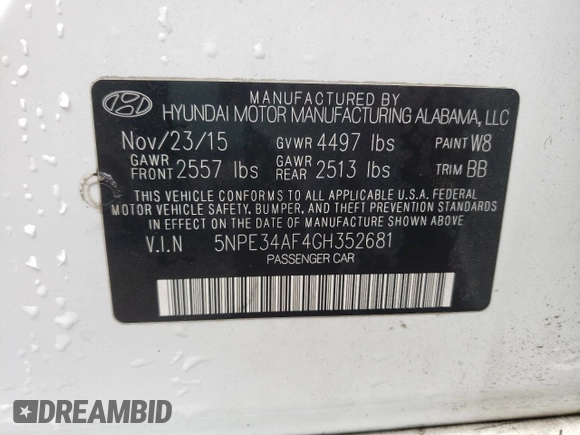 MANUFACTURED BY
HYUNDAI MOTOR MANUFACTURING ALABAMA, LLC
Nov/23/15 GVWR 4497 lbs PAINT W8
GAWR FRONT 2557 lbs GAWR REAR 2513 lbs TRIM BB
THIS VEHICLE CONFORMS TO ALL APPLICABLE U.S.A. FEDERAL
MOTOR VEHICLE SAFETY, BUMPER, AND THEFT PREVENTION STANDARDS
IN EFFECT ON THE DATE OF MANUFACTURE SHOWN ABOVE
V.I.N 5NPE34AF4GH352681
PASSENGER CAR
DREAMBID